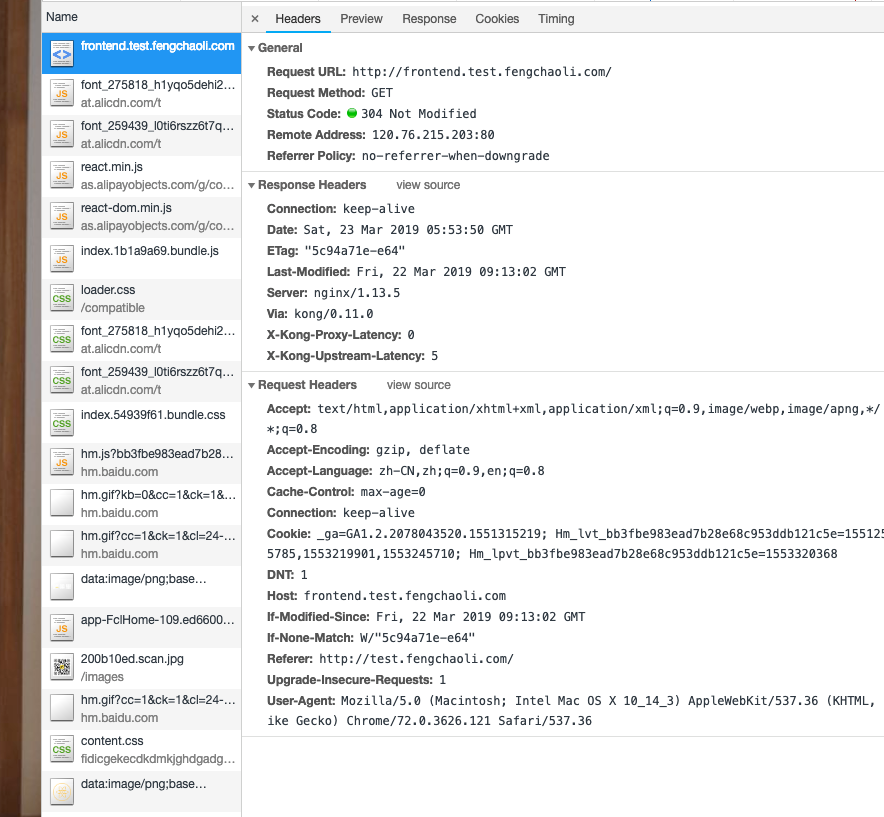 Name
× Headers Preview Response Cookies Timing
frontend.test.fengchaoli.com
font_275818_h1yqo5dehi2...
at.alicdn.com/t
font_259439_l0ti6rszz6t7q...
at.alicdn.com/t
react.min.js
as.alipayobjects.com/g/co...
react-dom.min.js
as.alipayobjects.com/g/co...
index.1b1a9a69.bundle.js
loader.css
/compatible
font_275818_h1yqo5dehi2...
at.alicdn.com/t
font_259439_l0ti6rszz6t7q...
at.alicdn.com/t
index.54939f61.bundle.css
hm.js?bb3fbe983ead7b28...
hm.baidu.com
hm.gif?kb=0&cc=1&ck=1&...
hm.baidu.com
hm.gif?cc=1&ck=1&cl=24-...
hm.baidu.com
data:image/png;base...
app-FclHome-109.ed6600...
200b10ed.scan.jpg
/images
hm.gif?cc=1&ck=1&cl=24-...
hm.baidu.com
content.css
fidicgekecdkdmkjghdgadg...
data:image/png;base...
General
Request URL: http://frontend.test.fengchaoli.com/
Request Method: GET
Status Code: 304 Not Modified
Remote Address: 120.76.215.203:80
Referrer Policy: no-referrer-when-downgrade
Response Headers view source
Connection: keep-alive
Date: Sat, 23 Mar 2019 05:53:50 GMT
ETag: "5c94a71e-e64"
Last-Modified: Fri, 22 Mar 2019 09:13:02 GMT
Server: nginx/1.13.5
Via: kong/0.11.0
X-Kong-Proxy-Latency: 0
X-Kong-Upstream-Latency: 5
Request Headers view source
Accept: text/html,application/xhtml+xml,application/xml;q=0.9,image/webp,image/apng,*/
*;q=0.8
Accept-Encoding: gzip, deflate
Accept-Language: zh-CN,zh;q=0.9,en;q=0.8
Cache-Control: max-age=0
Connection: keep-alive
Cookie: _ga=GA1.2.2078043520.1551315219; Hm_lvt_bb3fbe983ead7b28e68c953ddb121c5e=155125
5785,1553219901,1553245710; Hm_lpvt_bb3fbe983ead7b28e68c953ddb121c5e=1553320368
DNT: 1
Host: frontend.test.fengchaoli.com
If-Modified-Since: Fri, 22 Mar 2019 09:13:02 GMT
If-None-Match: W/"5c94a71e-e64"
Referer: http://test.fengchaoli.com/
Upgrade-Insecure-Requests: 1
User-Agent: Mozilla/5.0 (Macintosh; Intel Mac OS X 10_14_3) AppleWebKit/537.36 (KHTML,
ike Gecko) Chrome/72.0.3626.121 Safari/537.36